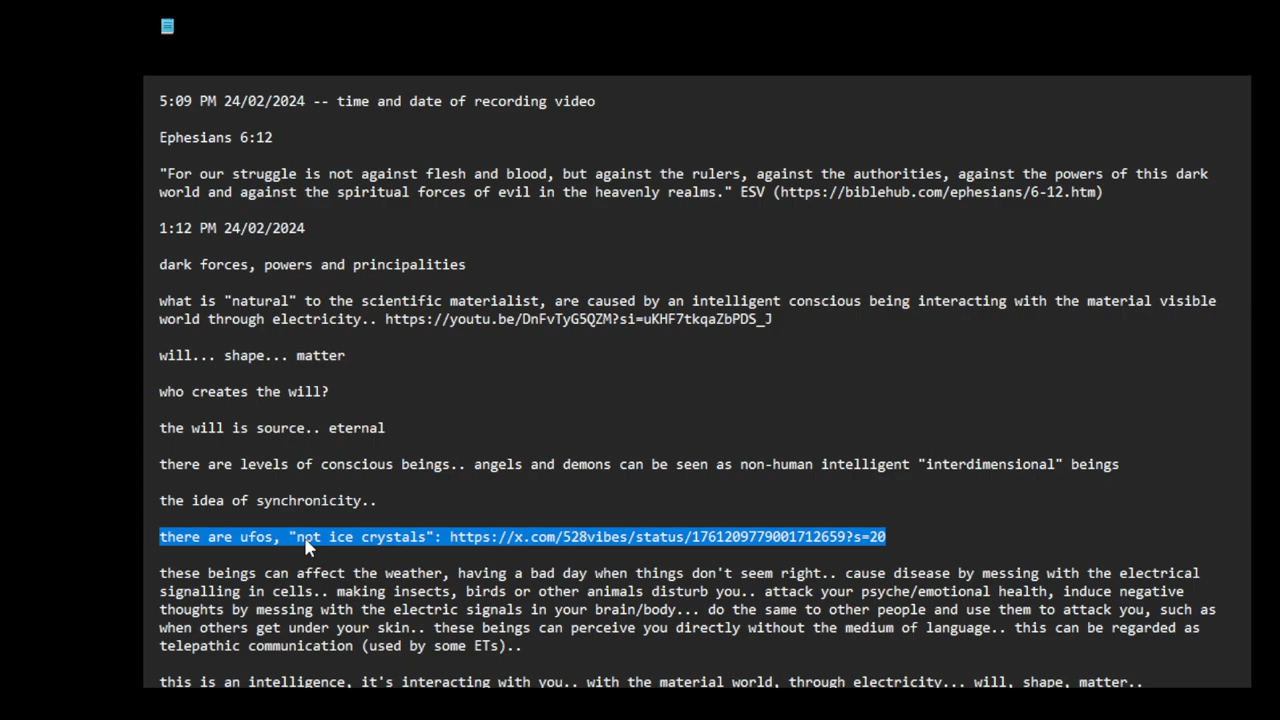 5:09 PM 24/02/2024 -- time and date of recording video
Ephesians 6:12
"For our struggle is not against flesh and blood, but against the rulers, against the authorities, against the powers of this dark
world and against the spiritual forces of evil in the heavenly realms." ESV (https://biblehub.com/ephesians/6-12.htm)
1:12 PM 24/02/2024
dark forces, powers and principalities
what is "natural" to the scientific materialist, are caused by an intelligent conscious being interacting with the material visible
world through electricity.. https://youtu.be/DnFvTyG5QZM?si=uKHF7tkqaZbPDS_J
will... shape... matter
who creates the will?
the will is source.. eternal
there are levels of conscious beings.. angels and demons can be seen as non-human intelligent "interdimensional" beings
the idea of synchronicity..
there are ufos, "not ice crystals": https://x.com/528vibes/status/1761209779001712659?s=20
these beings can affect the weather, having a bad day when things don't seem right.. cause disease by messing with the electrical
signalling in cells.. making insects, birds or other animals disturb you.. attack your psyche/emotional health, induce negative
thoughts by messing with the electric signals in your brain/body... do the same to other people and use them to attack you, such as
when others get under your skin.. these beings can perceive you directly without the medium of language.. this can be regarded as
telepathic communication (used by some ETs)..
this is an intelligence, it's interacting with you.. with the material world, through electricity... will, shape, matter..